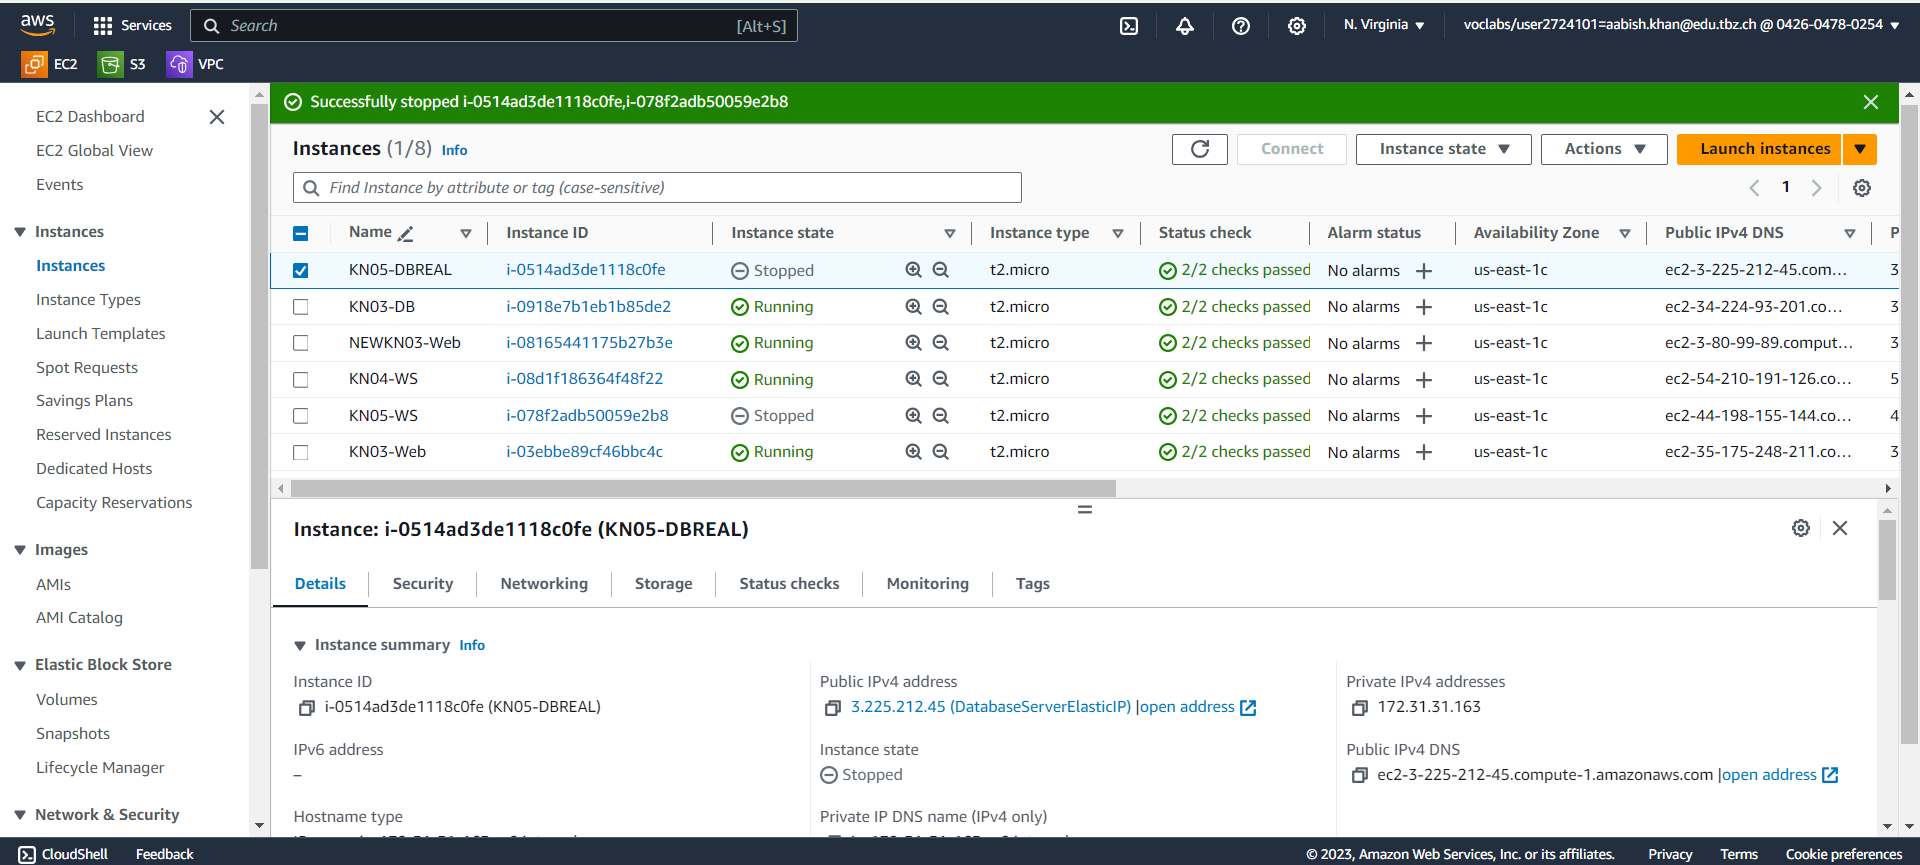 aws
Services
Search
[Alt+S]
N. Virginia
voclabs/user2724101=aabish.khan@edu.tbz.ch @ 0426-0478-0254
EC2
S3
VPC
EC2 Dashboard
EC2 Global View
Events
Instances
Instances
Instance Types
Launch Templates
Spot Requests
Savings Plans
Reserved Instances
Dedicated Hosts
Capacity Reservations
Images
AMIs
AMI Catalog
Elastic Block Store
Volumes
Snapshots
Lifecycle Manager
Network & Security
Successfully stopped i-0514ad3de1118c0fe,i-078f2adb50059e2b8
Instances (1/8) Info
Connect
Instance state
Actions
Launch instances
Find Instance by attribute or tag (case-sensitive)
1
Name Instance ID Instance state Instance type Status check Alarm status Availability Zone Public IPv4 DNS P
KN05-DBREAL i-0514ad3de1118c0fe Stopped t2.micro 2/2 checks passed No alarms + us-east-1c ec2-3-225-212-45.com… 3
KN03-DB i-0918e7b1eb1b85de2 Running t2.micro 2/2 checks passed No alarms + us-east-1c ec2-34-224-93-201.co… 3
NEWKN03-Web i-08165441175b27b3e Running t2.micro 2/2 checks passed No alarms + us-east-1c ec2-3-80-99-89.comput… 3
KN04-WS i-08d1f186364f48f22 Running t2.micro 2/2 checks passed No alarms + us-east-1c ec2-54-210-191-126.co… 5
KN05-WS i-078f2adb50059e2b8 Stopped t2.micro 2/2 checks passed No alarms + us-east-1c ec2-44-198-155-144.co… 4
KN03-Web i-03ebbe89cf46bbc4c Running t2.micro 2/2 checks passed No alarms + us-east-1c ec2-35-175-248-211.co… 3
Instance: i-0514ad3de1118c0fe (KN05-DBREAL)
Details Security Networking Storage Status checks Monitoring Tags
Instance summary Info
Instance ID
i-0514ad3de1118c0fe (KN05-DBREAL)
Public IPv4 address
3.225.212.45 (DatabaseServerElasticIP) |open address
Private IPv4 addresses
172.31.31.163
IPv6 address
–
Instance state
Stopped
Public IPv4 DNS
ec2-3-225-212-45.compute-1.amazonaws.com |open address
Hostname type
Private IP DNS name (IPv4 only)
CloudShell
Feedback
© 2023, Amazon Web Services, Inc. or its affiliates.
Privacy
Terms
Cookie preferences